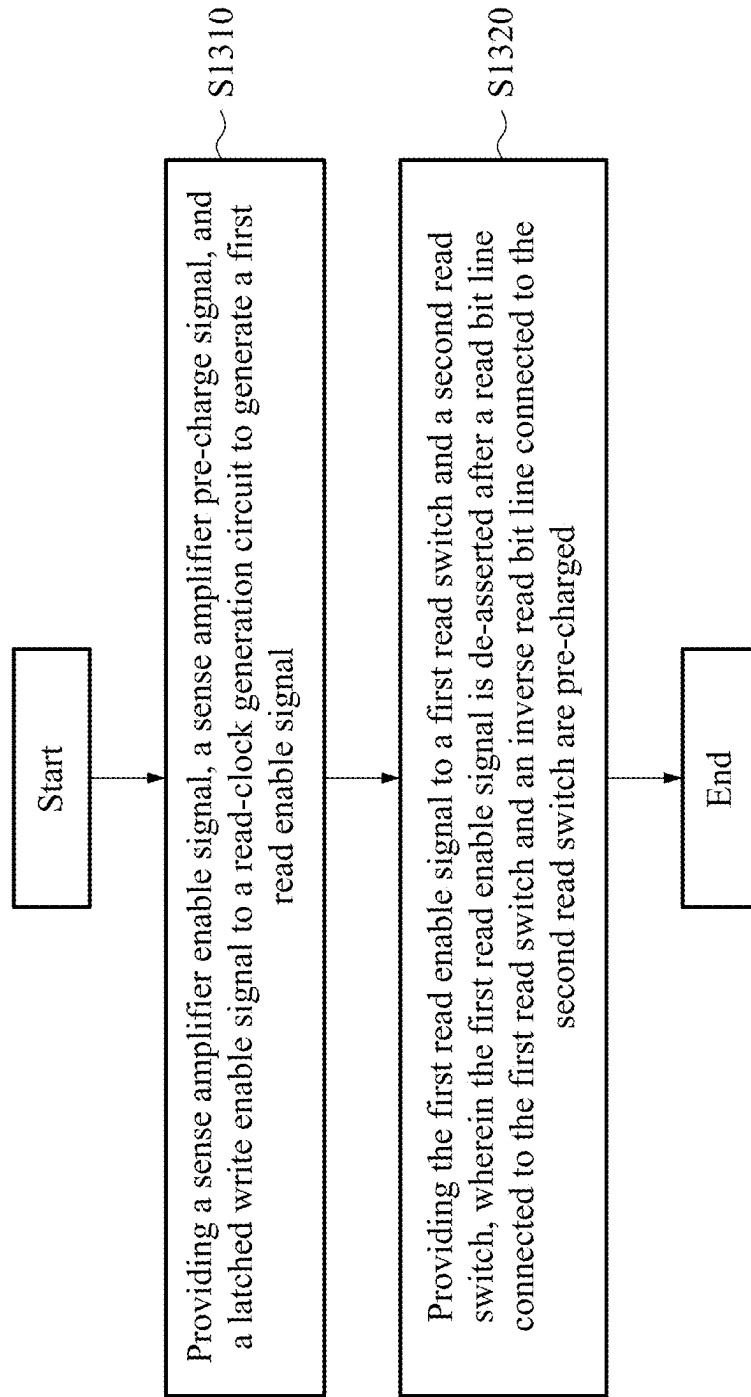 Start
Providing a sense amplifier enable signal, a sense amplifier pre-charge signal, and
a latched write enable signal to a read-clock generation circuit to generate a first
read enable signal
S1310
Providing the first read enable signal to a first read switch and a second read
switch, wherein the first read enable signal is de-asserted after a read bit line
connected to the first read switch and an inverse read bit line connected to the
second read switch are pre-charged
S1320
End